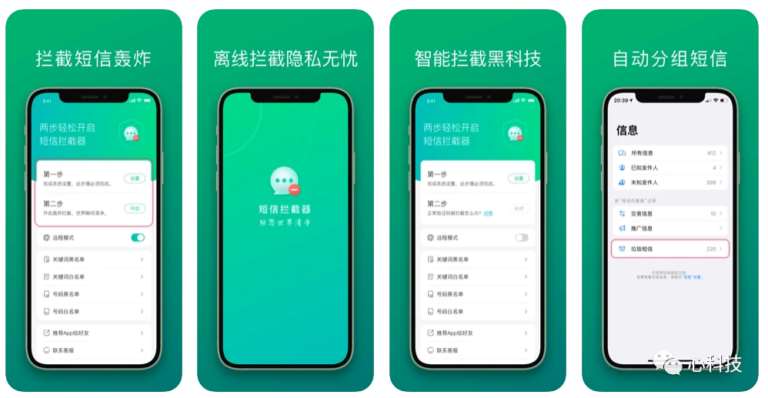 拦截短信轰炸
两步轻松开启
短信拦截器
第一步
设置
第二步
远程模式
关键词黑名单
关键词白名单
号码黑名单
号码白名单
推荐App给好友
联系客服
离线拦截隐私无忧
短信拦截器
智能拦截黑科技
两步轻松开启
短信拦截器
第一步
设置
第二步
远程模式
关键词黑名单
关键词白名单
号码黑名单
号码白名单
推荐App给好友
联系客服
自动分组短信
20:39
信息
所有信息
已知发件人
4
未知发件人
交易信息
推广信息
垃圾短信
心科技